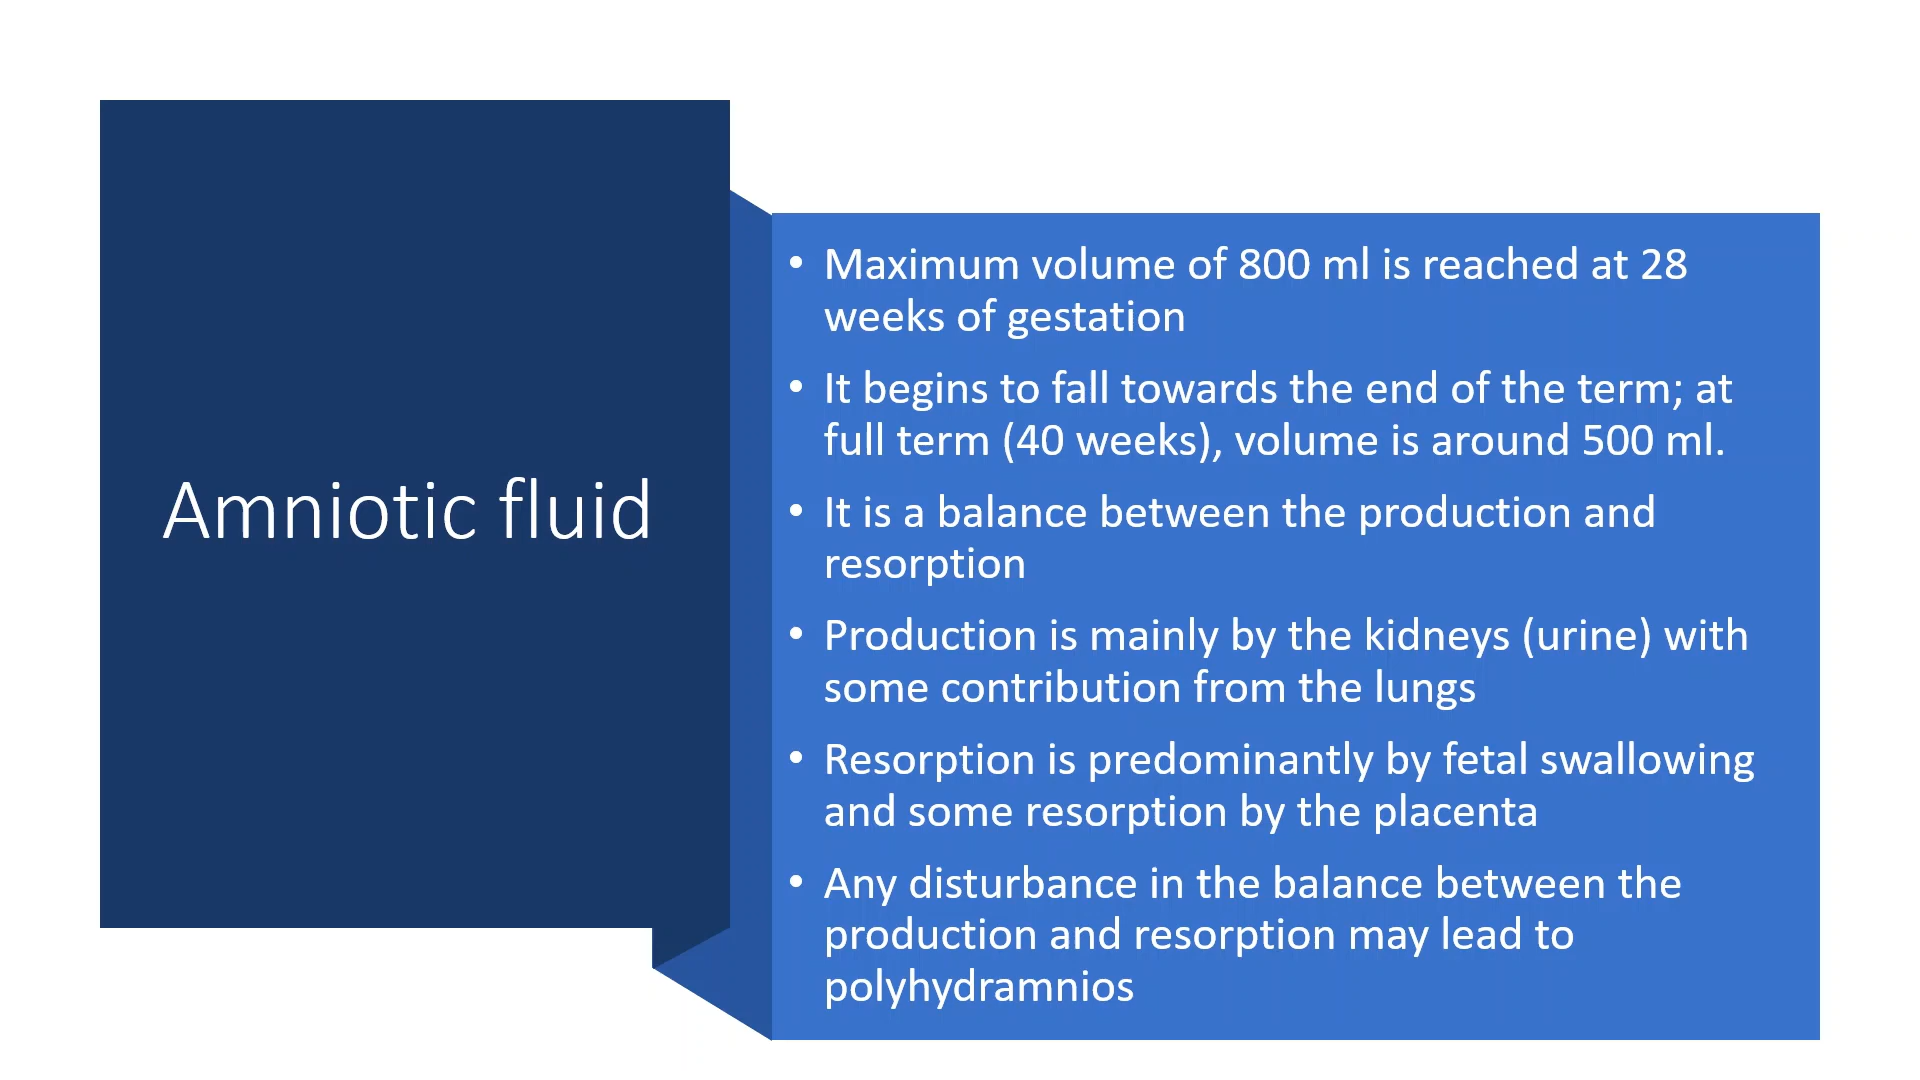 Amniotic fluid
• Maximum volume of 800 ml is reached at 28
weeks of gestation
• It begins to fall towards the end of the term; at
full term (40 weeks), volume is around 500 ml.
• It is a balance between the production and
resorption
• Production is mainly by the kidneys (urine) with
some contribution from the lungs
• Resorption is predominantly by fetal swallowing
and some resorption by the placenta
• Any disturbance in the balance between the
production and resorption may lead to
polyhydramnios